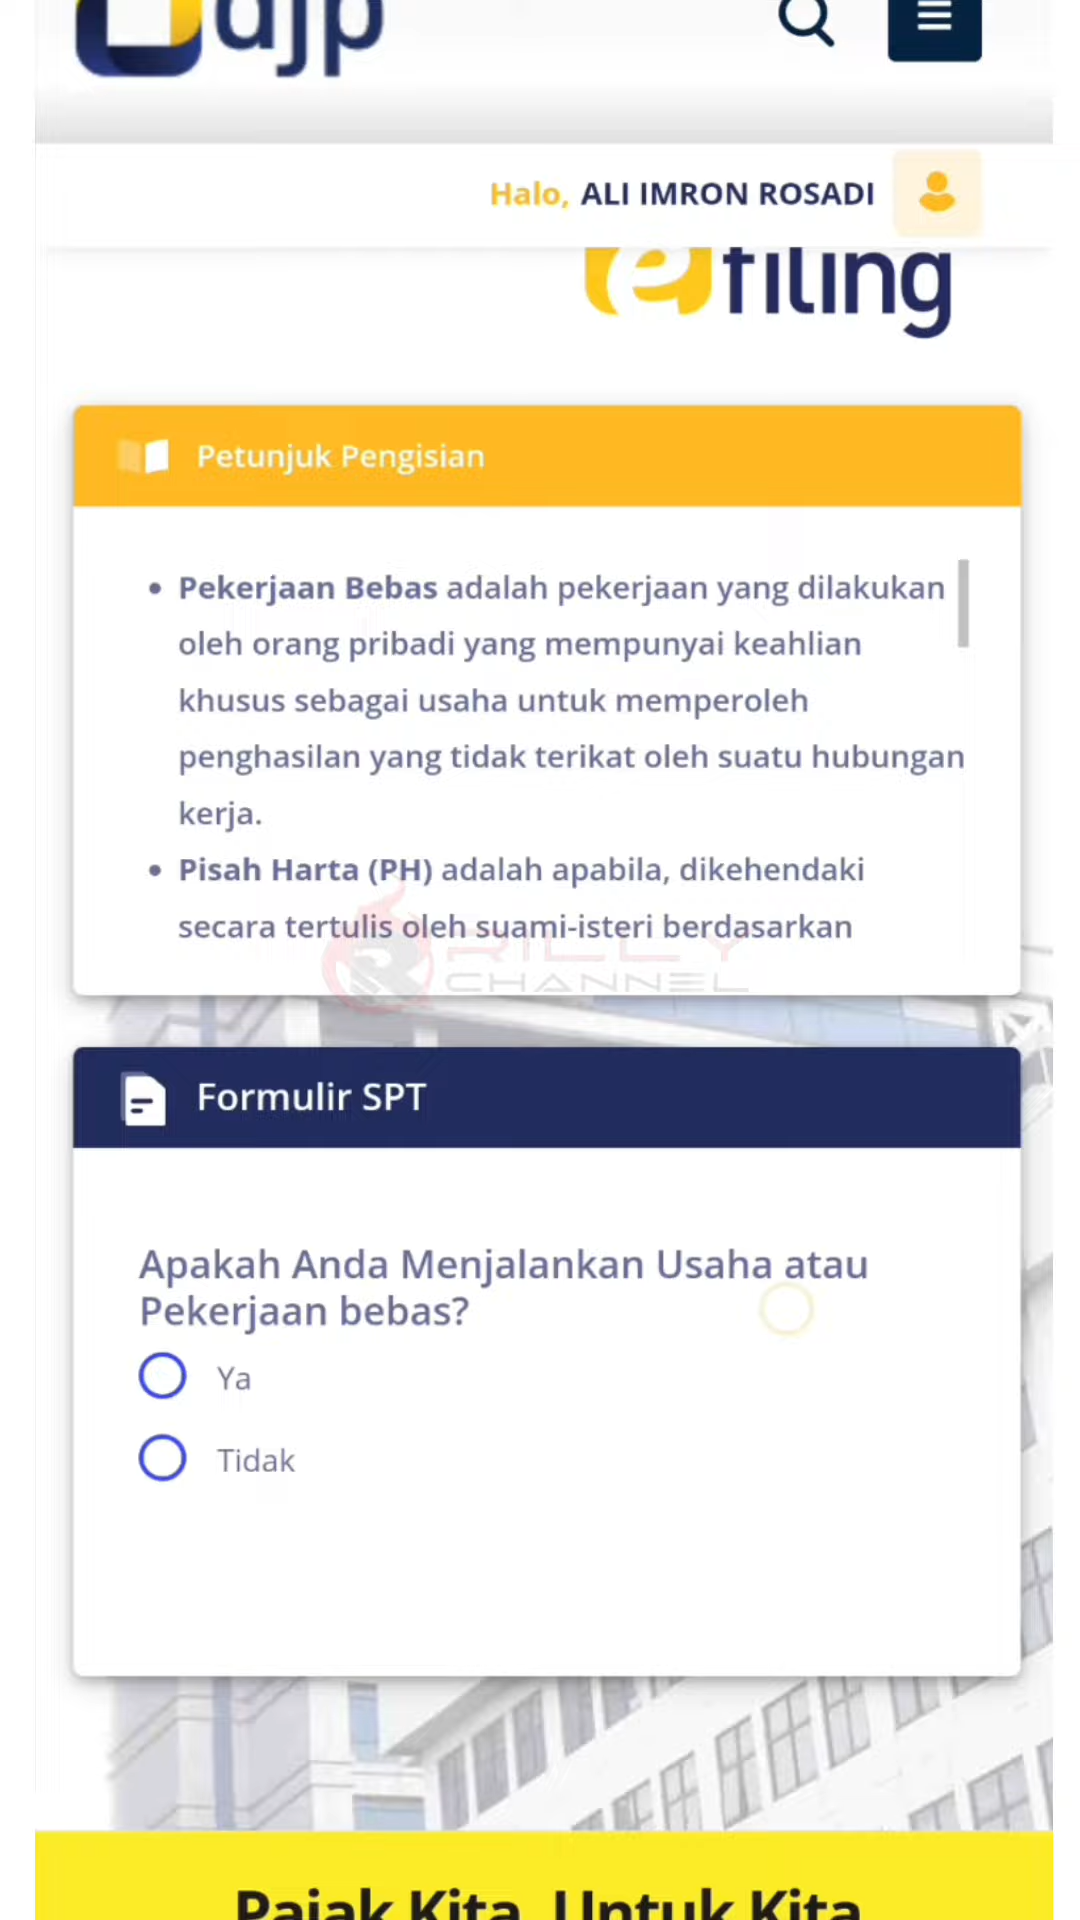 djp
Halo, ALI IMRON ROSADI
e filing
Petunjuk Pengisian
• Pekerjaan Bebas adalah pekerjaan yang dilakukan
oleh orang pribadi yang mempunyai keahlian
khusus sebagai usaha untuk memperoleh
penghasilan yang tidak terikat oleh suatu hubungan
kerja.
• Pisah Harta (PH) adalah apabila, dikehendaki
secara tertulis oleh suami-isteri berdasarkan
RILLY
CHANNEL
Formulir SPT
Apakah Anda Menjalankan Usaha atau
Pekerjaan bebas?
Ya
Tidak
Pajak Kita, Untuk Kita